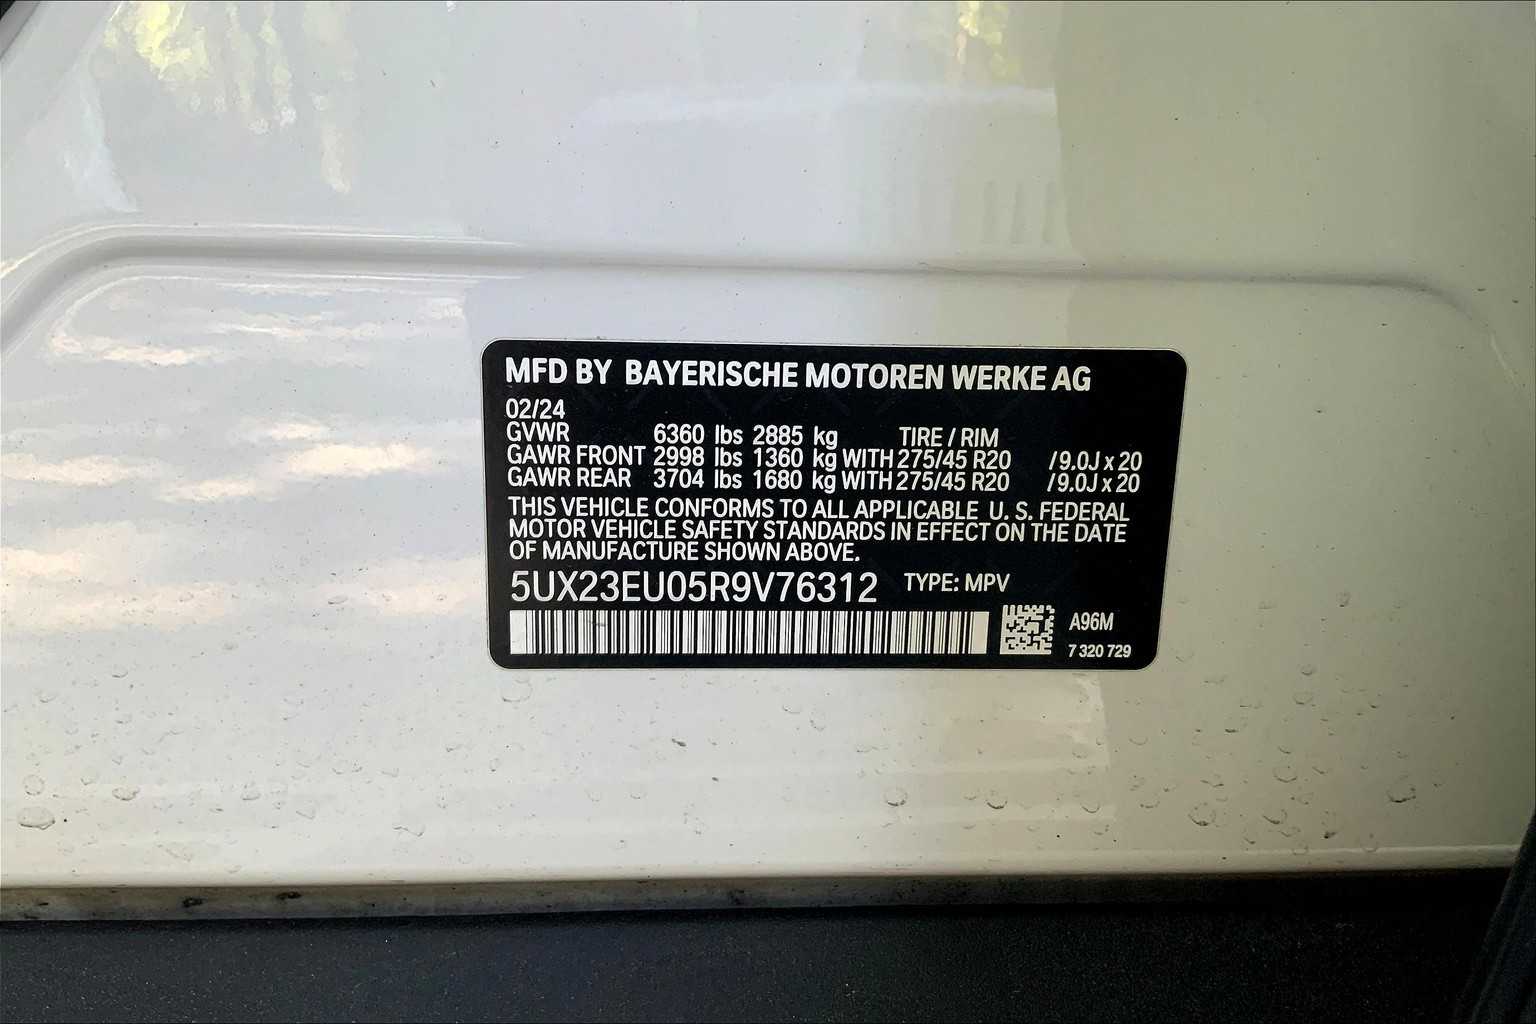 MFD BY BAYERISCHE MOTOREN WERKE AG
02/24
GVWR 6360 lbs 2885 kg TIRE / RIM
GAWR FRONT 2998 lbs 1360 kg WITH 275/45 R20 /9.0J x 20
GAWR REAR 3704 lbs 1680 kg WITH 275/45 R20 /9.0J x 20
THIS VEHICLE CONFORMS TO ALL APPLICABLE U. S. FEDERAL
MOTOR VEHICLE SAFETY STANDARDS IN EFFECT ON THE DATE
OF MANUFACTURE SHOWN ABOVE.
5UX23EU05R9V76312 TYPE: MPV
A96M
7 320 729